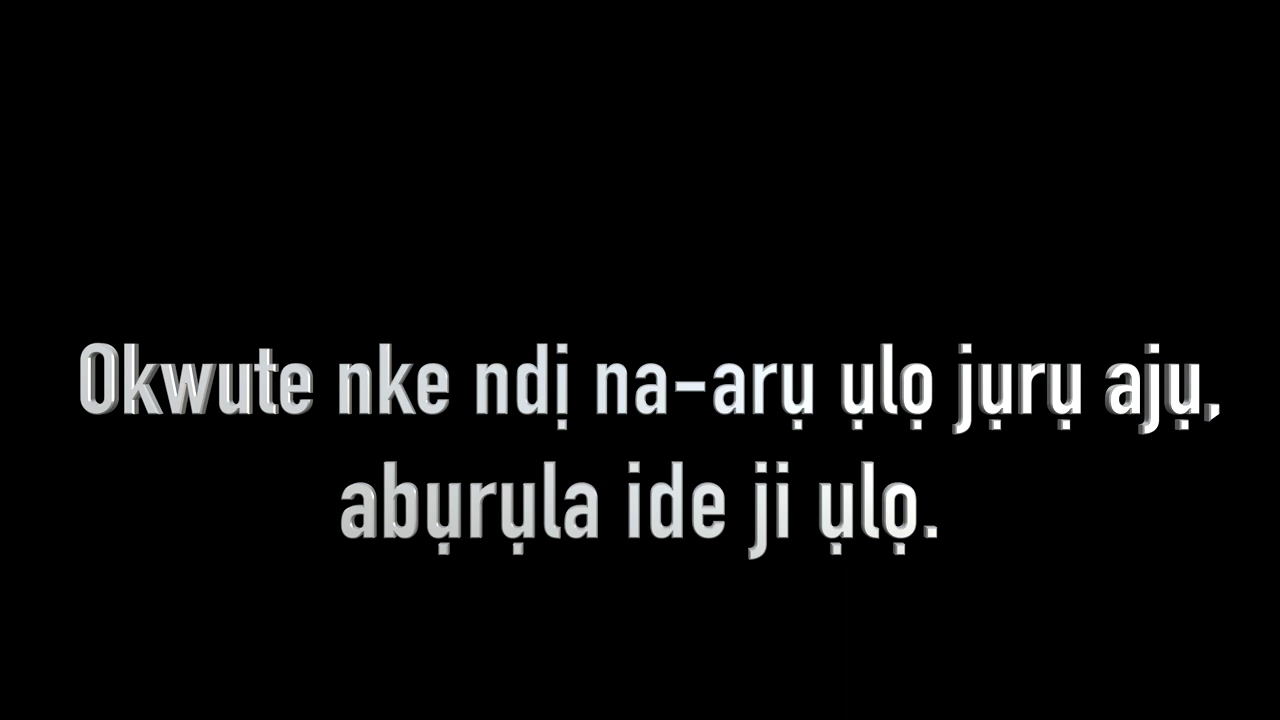 Okwute nke ndị na-arụ ụlọ jụrụ ajụ,
abụrụla ide ji ụlọ.